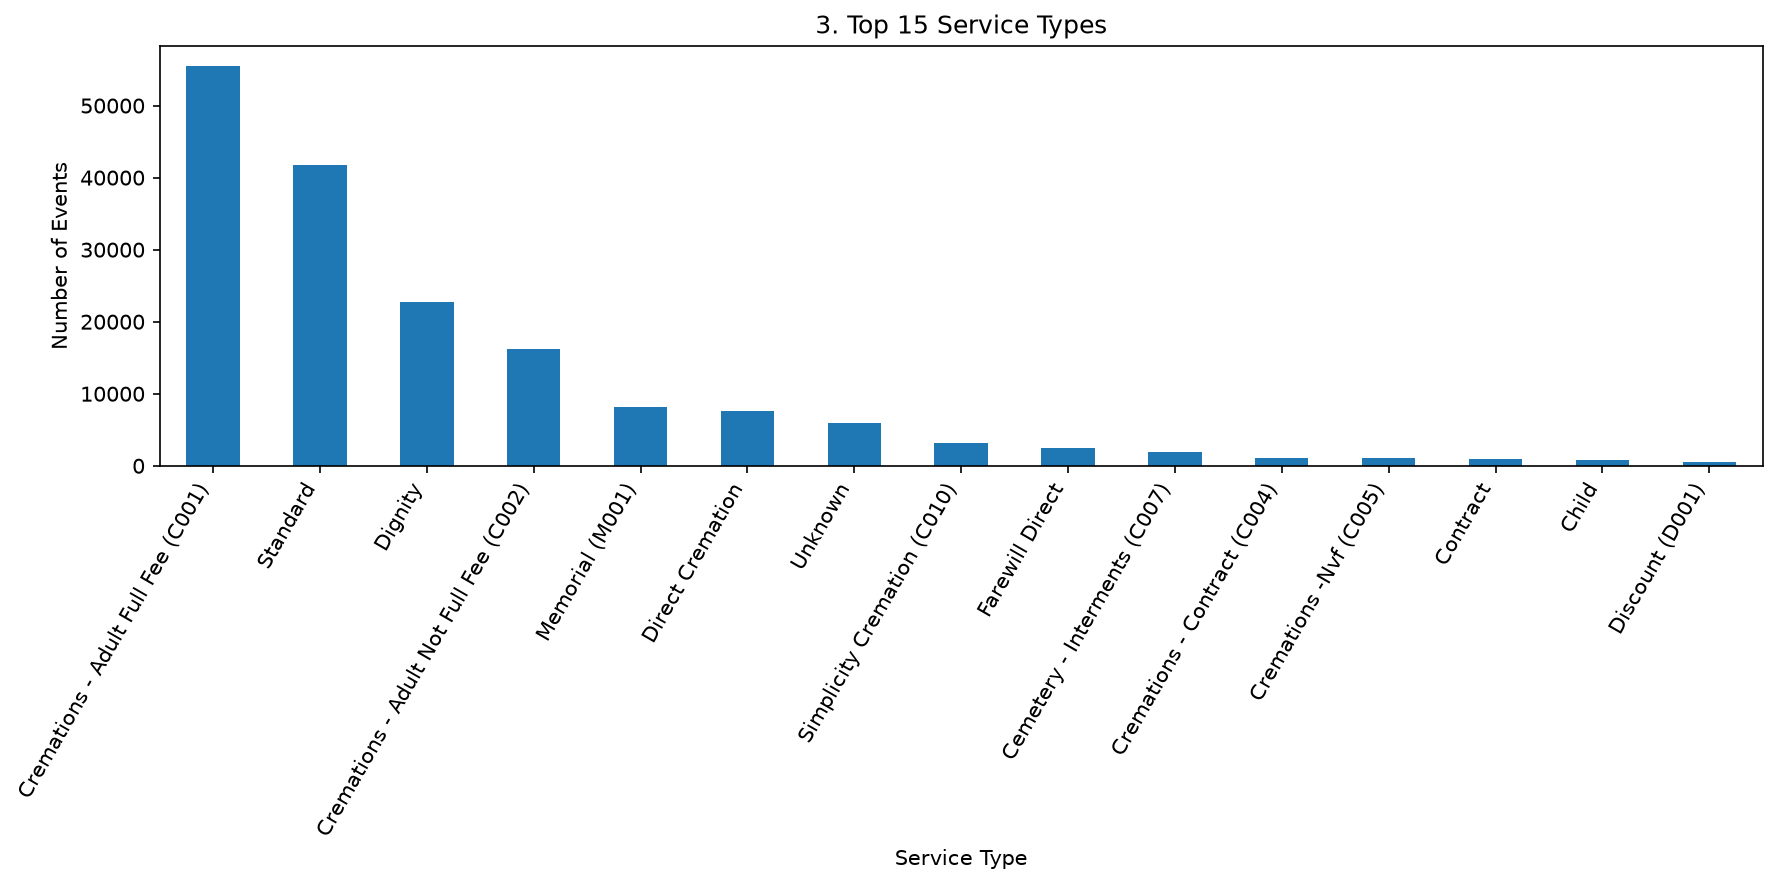 3. Top 15 Service Types
Number of Events
50000
40000
30000
20000
10000
0
Cremations - Adult Full Fee (C001)
Standard
Dignity
Cremations - Adult Not Full Fee (C002)
Memorial (M001)
Direct Cremation
Unknown
Simplicity Cremation (C010)
Farewill Direct
Cemetery - Interments (C007)
Cremations - Contract (C004)
Cremations -Nvf (C005)
Contract
Child
Discount (D001)
Service Type